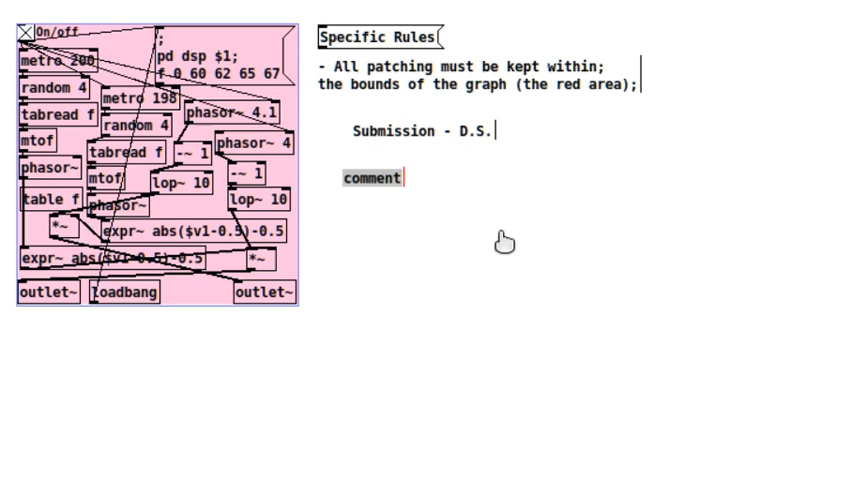 On/off
;
pd dsp $1;
f 0 60 62 65 67
metro 200
random 4
tabread f
mtof
phasor~
table f
*~
expr~ abs($v1-0.5)-0.5
outlet~
metro 198
random 4
tabread f
mtof
phasor~
expr~ abs($v1-0.5)-0.5
loadbang
phasor~ 4.1
-~ 1
lop~ 10
phasor~ 4
-~ 1
lop~ 10
*~
outlet~
Specific Rules
- All patching must be kept within;
the bounds of the graph (the red area);
Submission - D.S.
comment